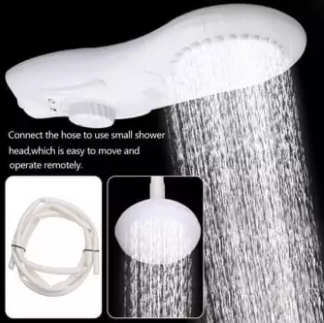 Connect the hose to use small shower
head,which is easy to move and
operate remotely.